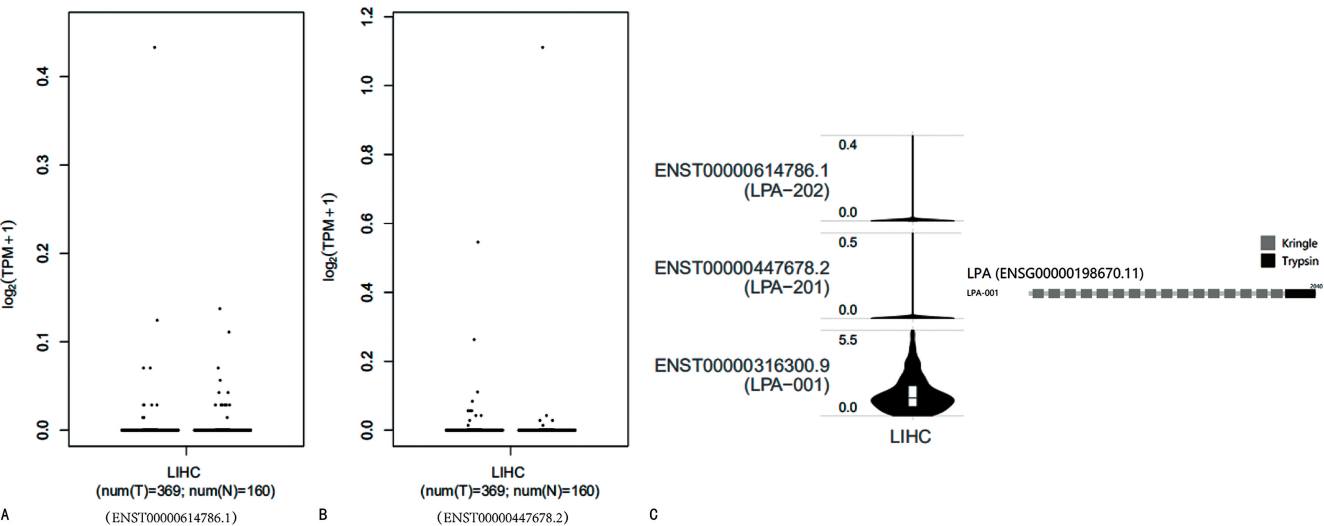 log2(TPM+1)
0.4
0.3
0.2
0.1
0.0
LIHC
(num(T)=369; num(N)=160)
A
(ENST00000614786.1)
log2(TPM+1)
1.2
1.0
0.8
0.6
0.4
0.2
0.0
LIHC
(num(T)=369; num(N)=160)
B
(ENST00000447678.2)
C
ENST00000614786.1
(LPA-202)
0.4
0.0
ENST00000447678.2
(LPA-201)
0.5
0.0
ENST00000316300.9
(LPA-001)
5.5
0.0
LIHC
Kringle
Trypsin
LPA (ENSG00000198670.11)
LPA-001
2040